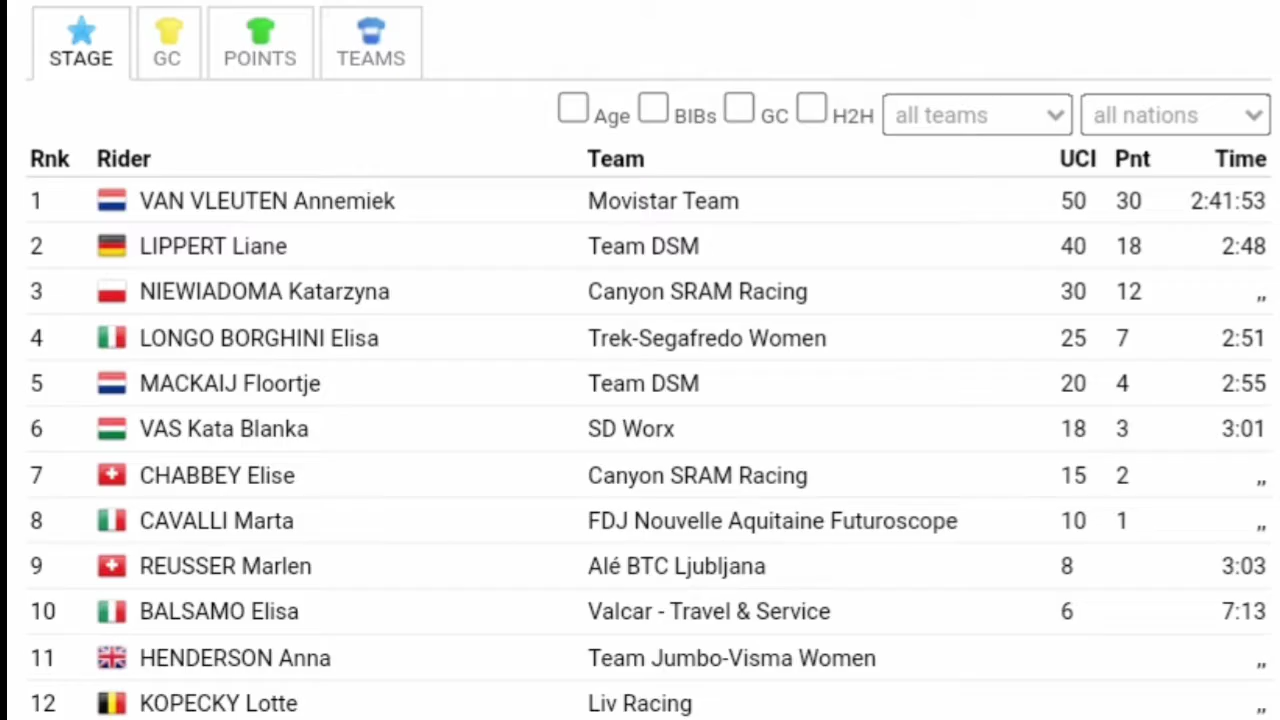 STAGE GC POINTS TEAMS
Age BIBs GC H2H all teams all nations
Rnk Rider Team UCI Pnt Time
1 VAN VLEUTEN Annemiek Movistar Team 50 30 2:41:53
2 LIPPERT Liane Team DSM 40 18 2:48
3 NIEWIADOMA Katarzyna Canyon SRAM Racing 30 12 ,,
4 LONGO BORGHINI Elisa Trek-Segafredo Women 25 7 2:51
5 MACKAIJ Floortje Team DSM 20 4 2:55
6 VAS Kata Blanka SD Worx 18 3 3:01
7 CHABBEY Elise Canyon SRAM Racing 15 2 ,,
8 CAVALLI Marta FDJ Nouvelle Aquitaine Futuroscope 10 1 ,,
9 REUSSER Marlen Alé BTC Ljubljana 8 3:03
10 BALSAMO Elisa Valcar - Travel & Service 6 7:13
11 HENDERSON Anna Team Jumbo-Visma Women ,,
12 KOPECKY Lotte Liv Racing ,,